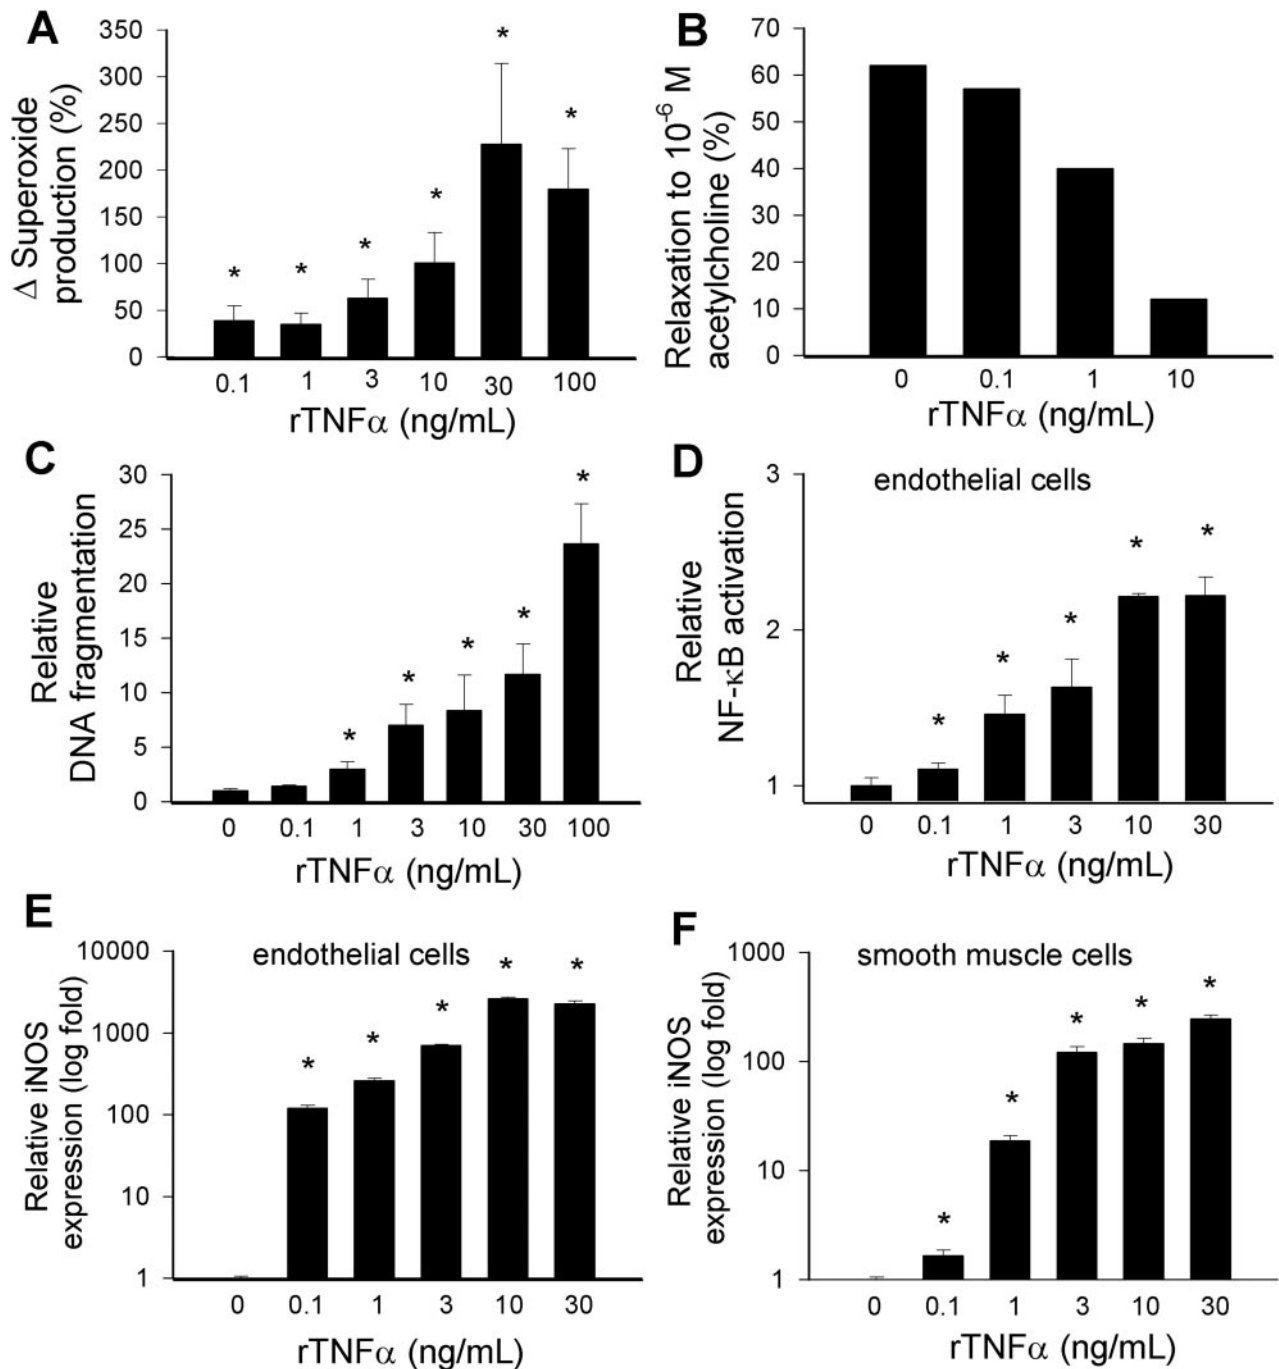 A
Δ Superoxide
production (%)
350
300
250
200
150
100
50
0
* * * * * *
0.1 1 3 10 30 100
rTNFα (ng/mL)
B
Relaxation to 10⁻⁶ M
acetylcholine (%)
70
60
50
40
30
20
10
0
0 0.1 1 10
rTNFα (ng/mL)
C
Relative
DNA fragmentation
30
25
20
15
10
5
0
* * * * *
0 0.1 1 3 10 30 100
rTNFα (ng/mL)
D
endothelial cells
Relative
NF-κB activation
3
2
1
* * * * *
0 0.1 1 3 10 30
rTNFα (ng/mL)
E
endothelial cells
Relative iNOS
expression (log fold)
10000
1000
100
10
1
* * * * *
0 0.1 1 3 10 30
rTNFα (ng/mL)
F
smooth muscle cells
Relative iNOS
expression (log fold)
1000
100
10
1
* * * * *
0 0.1 1 3 10 30
rTNFα (ng/mL)